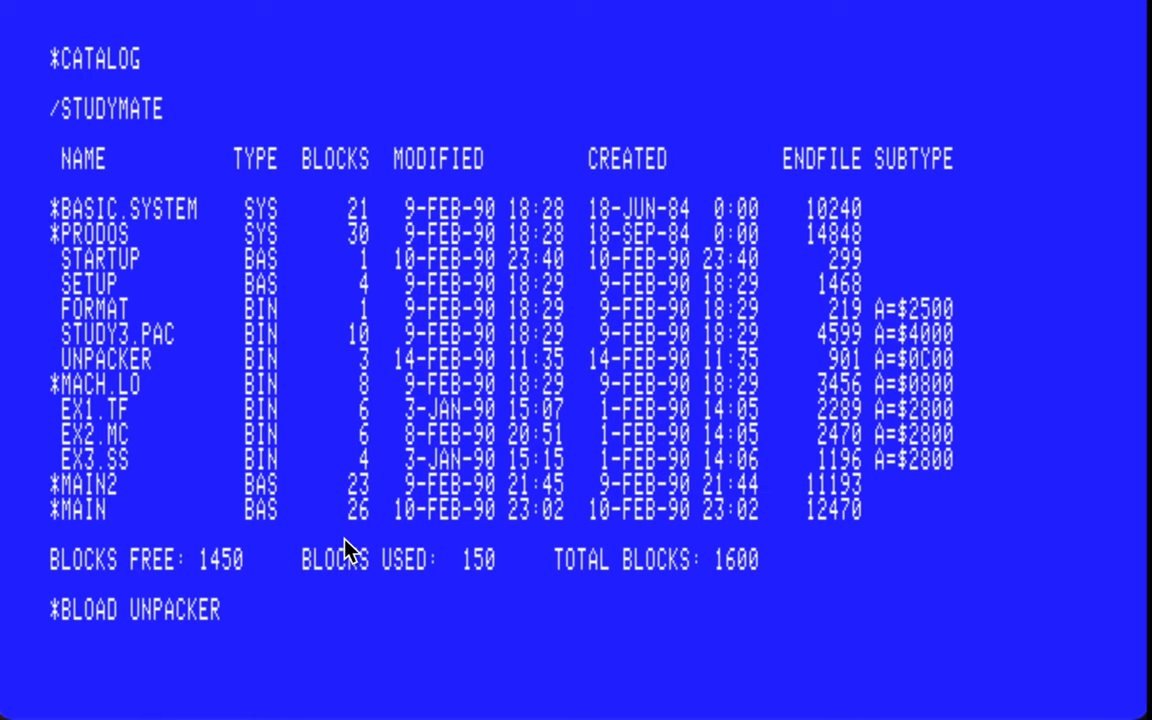 *CATALOG
/STUDYMATE
NAME TYPE BLOCKS MODIFIED CREATED ENDFILE SUBTYPE
*BASIC.SYSTEM SYS 21 9-FEB-90 18:28 18-JUN-84 0:00 10240
*PRODOS SYS 30 9-FEB-90 18:28 18-SEP-84 0:00 14848
STARTUP BAS 1 10-FEB-90 23:40 10-FEB-90 23:40 299
SETUP BAS 4 9-FEB-90 18:29 9-FEB-90 18:29 1468
FORMAT BIN 1 9-FEB-90 18:29 9-FEB-90 18:29 219 A=$2500
STUDY3.PAC BIN 10 9-FEB-90 18:29 9-FEB-90 18:29 4599 A=$4000
UNPACKER BIN 3 14-FEB-90 11:35 14-FEB-90 11:35 901 A=$0C00
*MACH.LO BIN 8 9-FEB-90 18:29 9-FEB-90 18:29 3456 A=$0800
EX1.TF BIN 6 3-JAN-90 15:07 1-FEB-90 14:05 2289 A=$2800
EX2.MC BIN 6 8-FEB-90 20:51 1-FEB-90 14:05 2470 A=$2800
EX3.SS BIN 4 3-JAN-90 15:15 1-FEB-90 14:06 1196 A=$2800
*MAIN2 BAS 23 9-FEB-90 21:45 9-FEB-90 21:44 11193
*MAIN BAS 26 10-FEB-90 23:02 10-FEB-90 23:02 12470
BLOCKS FREE: 1450 BLOCKS USED: 150 TOTAL BLOCKS: 1600
*BLOAD UNPACKER